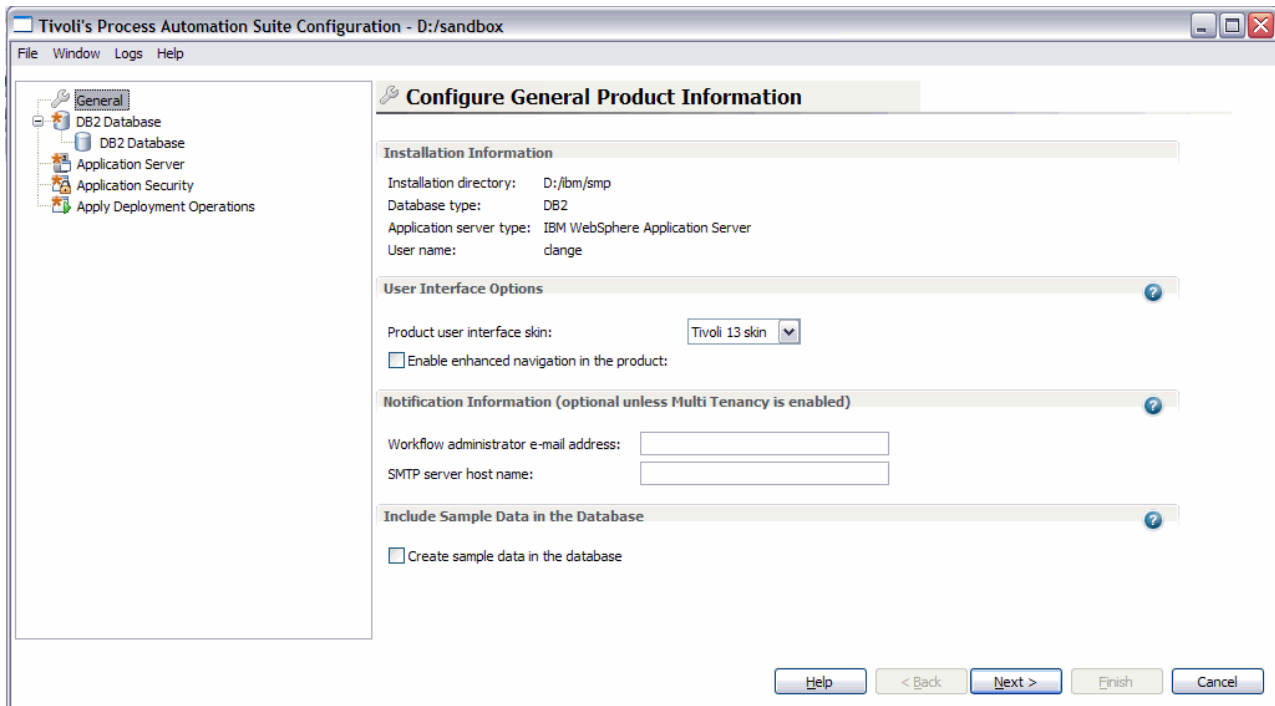 Tivoli's Process Automation Suite Configuration - D:/sandbox
File Window Logs Help
General
DB2 Database
DB2 Database
Application Server
Application Security
Apply Deployment Operations
Configure General Product Information
Installation Information
Installation directory: D:/ibm/smp
Database type: DB2
Application server type: IBM WebSphere Application Server
User name: clange
User Interface Options
?
Product user interface skin: Tivoli 13 skin
Enable enhanced navigation in the product:
Notification Information (optional unless Multi Tenancy is enabled)
?
Workflow administrator e-mail address:
SMTP server host name:
Include Sample Data in the Database
?
Create sample data in the database
Help < Back Next > Finish Cancel